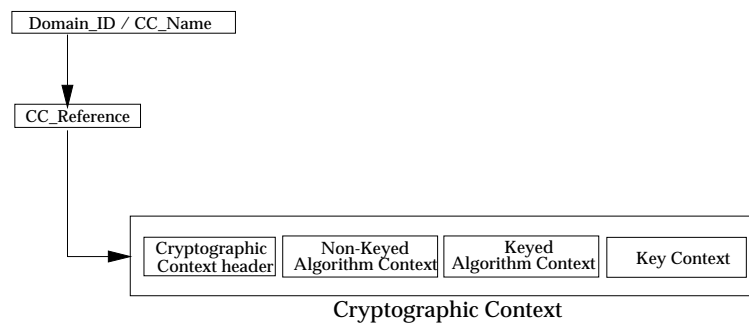 Domain_ID / CC_Name
CC_Reference
Cryptographic
Context header
Non-Keyed
Algorithm Context
Keyed
Algorithm Context
Key Context
Cryptographic Context